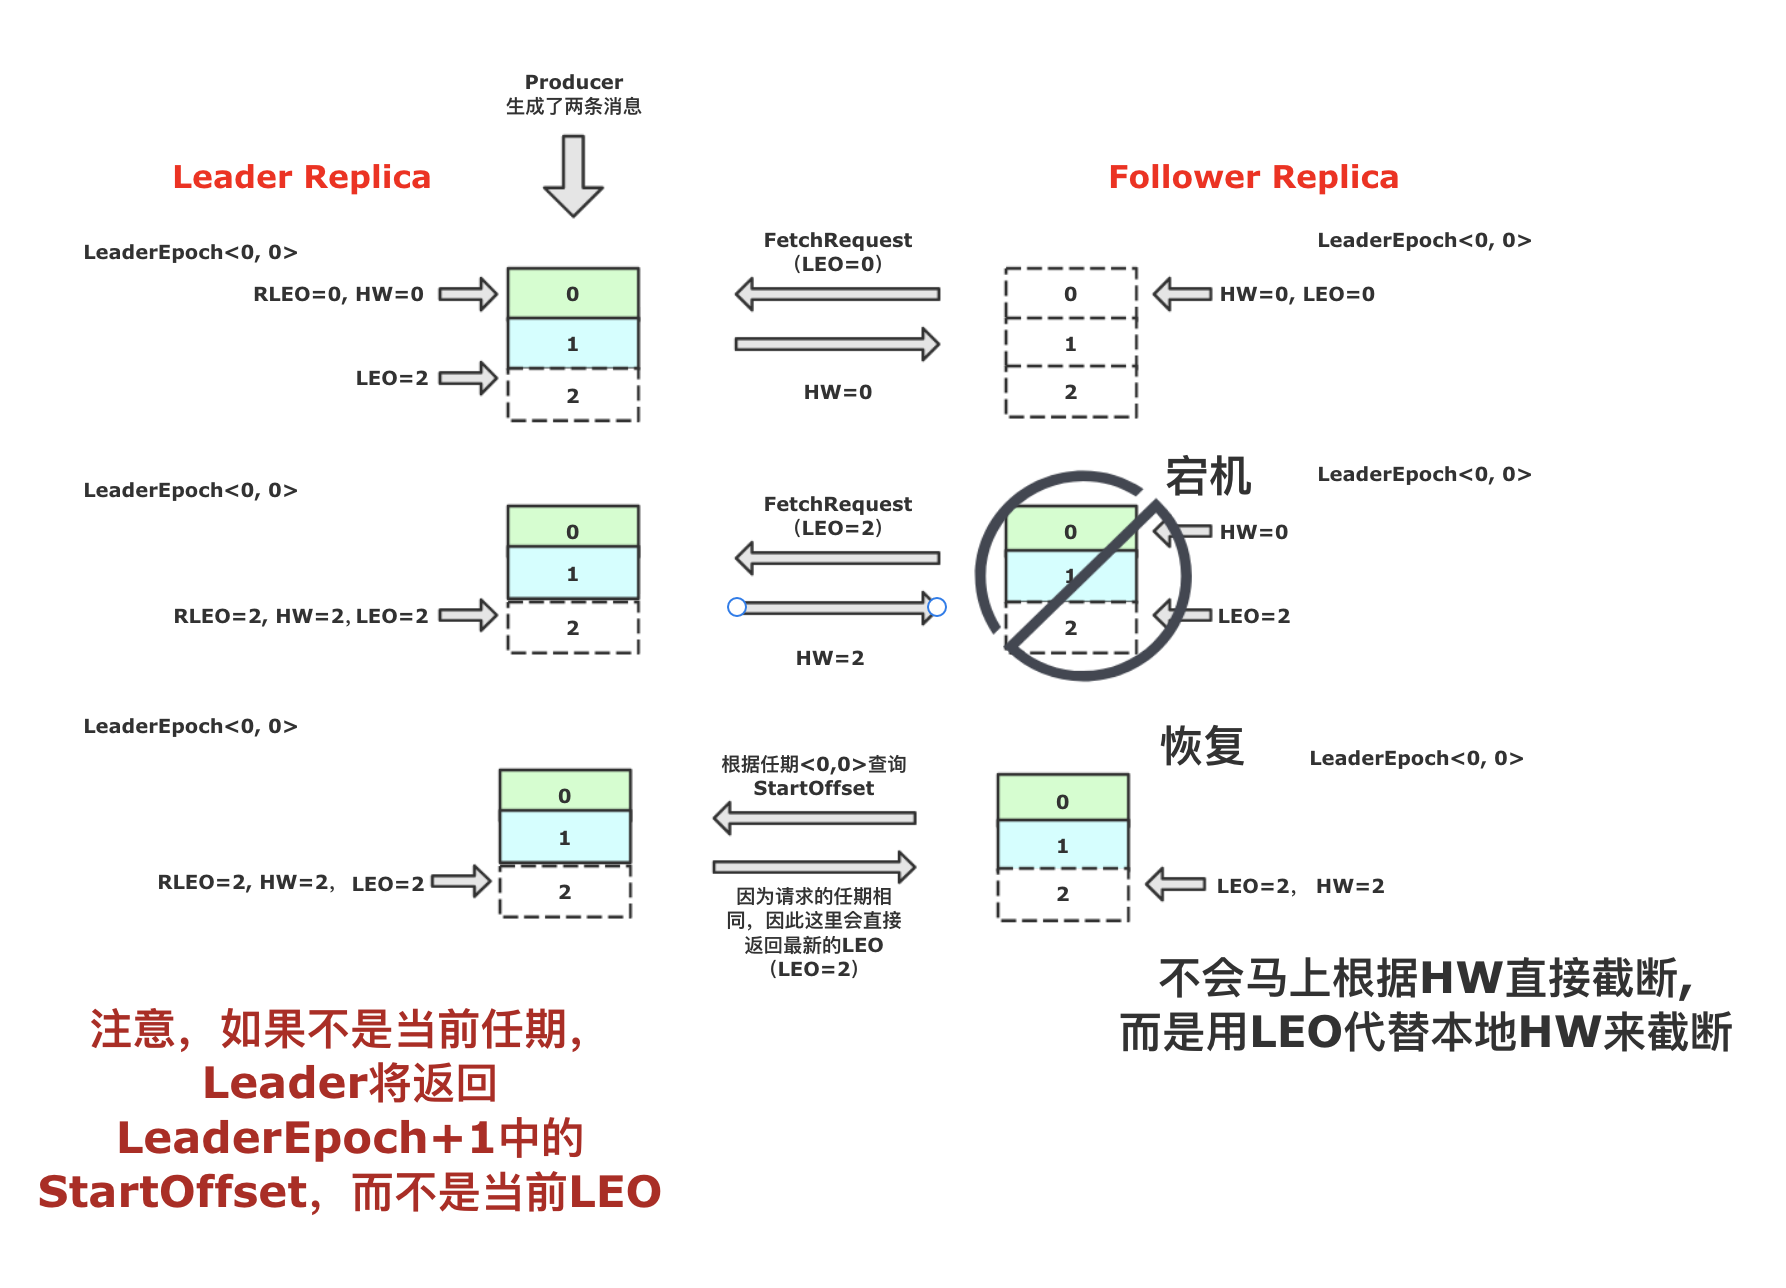 Producer
生成了两条消息
Leader Replica
Follower Replica
LeaderEpoch<0, 0>
RLEO=0, HW=0
LEO=2
0
1
2
FetchRequest
（LEO=0）
HW=0
LeaderEpoch<0, 0>
0
1
2
HW=0, LEO=0
LeaderEpoch<0, 0>
RLEO=2, HW=2, LEO=2
0
1
2
FetchRequest
（LEO=2）
HW=2
宕机
LeaderEpoch<0, 0>
0
1
2
HW=0
LEO=2
LeaderEpoch<0, 0>
RLEO=2, HW=2, LEO=2
0
1
2
根据任期<0,0>查询
StartOffset
因为请求的任期相
同，因此这里会直接
返回最新的LEO
（LEO=2）
恢复
LeaderEpoch<0, 0>
0
1
2
LEO=2, HW=2
不会马上根据HW直接截断,
而是用LEO代替本地HW来截断
注意，如果不是当前任期，
Leader将返回
LeaderEpoch+1中的
StartOffset，而不是当前LEO